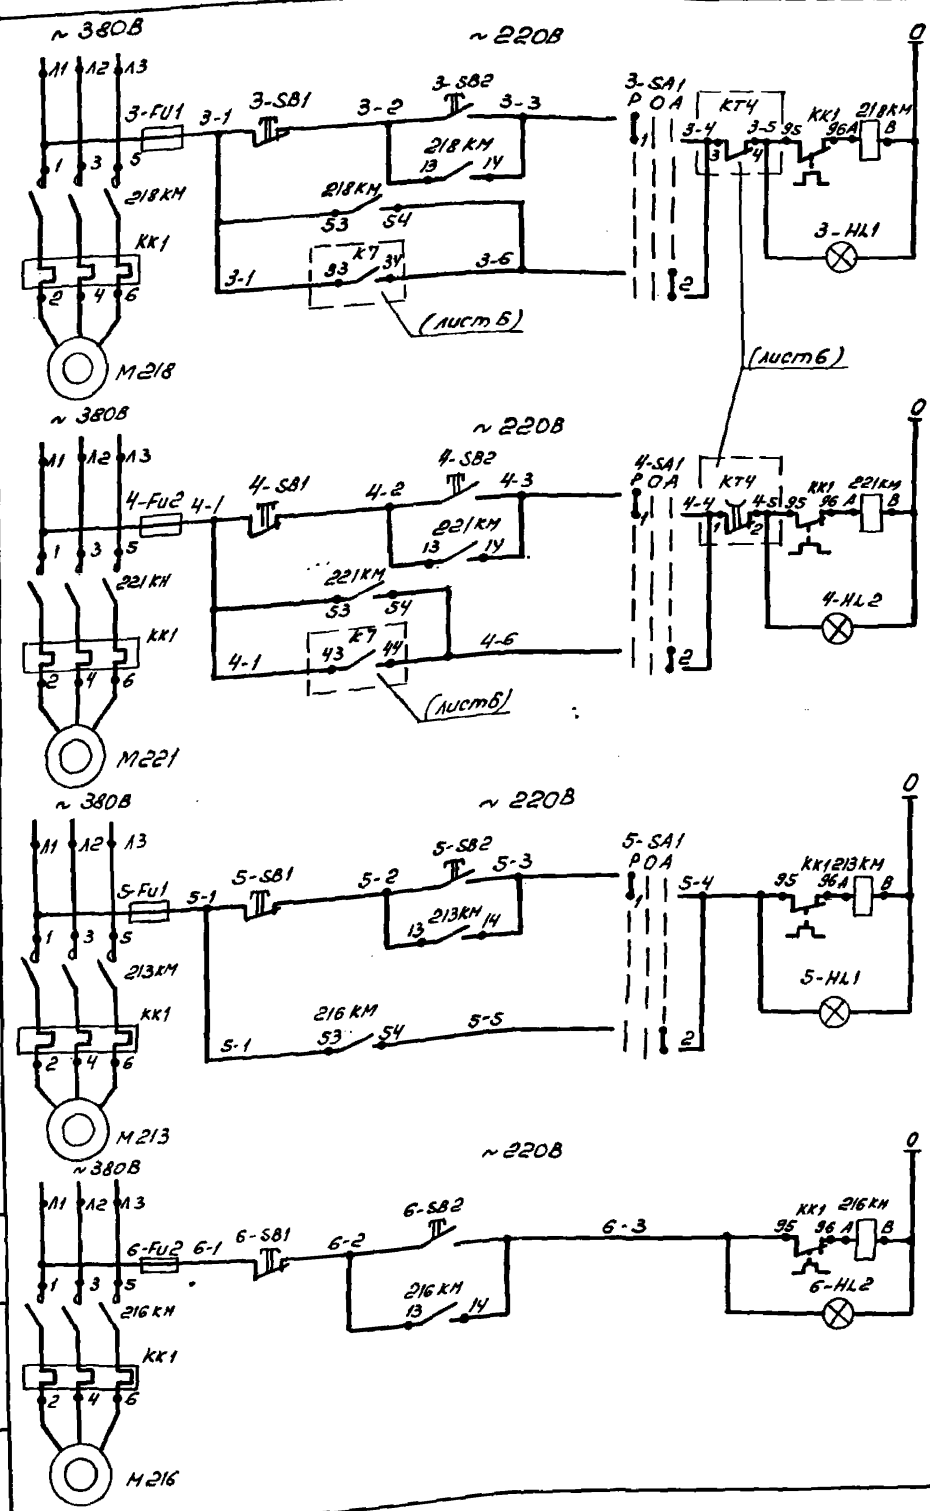 ~ 380В
~ 220В
0
Л1 Л2 Л3
3-FU1 3-1 3-SB1 3-2 3-SB2 3-3
3-SA1
Р О А
1
КТ4
3-4 3 4 3-5
95 КК1 96 А 218КМ В
1 3 5
218КМ
13 14
218КМ
218КМ
53 54
КК1
2 4 6
К7
3-1 33 34 3-6
2
3-HL1
(лист 5)
М218
(лист 6)
~ 380В
~ 220В
0
Л1 Л2 Л3
4-FU2 4-1 4-SB1 4-2 4-SB2 4-3
4-SA1
Р О А
1
КТ4
4-4 1 2 4-5
95 КК1 96 А 221КМ В
1 3 5
221КМ
13 14
221КМ
221КМ
53 54
КК1
2 4 6
К7
4-1 43 44 4-6
2
4-HL2
(лист 6)
М221
~ 380В
~ 220В
0
Л1 Л2 Л3
5-FU1 5-1 5-SB1 5-2 5-SB2 5-3
5-SA1
Р О А
1
5-4
95 КК1 96 А 213КМ В
1 3 5
213КМ
13 14
213КМ
КК1
2 4 6
216КМ
5-1 53 54 5-5
2
5-HL1
М213
~ 380В
~ 220В
0
Л1 Л2 Л3
6-FU2 6-1 6-SB1 6-2 6-SB2 6-3
95 КК1 96 А 216КМ В
1 3 5
216КМ
216КМ
13 14
6-HL2
КК1
2 4 6
М216